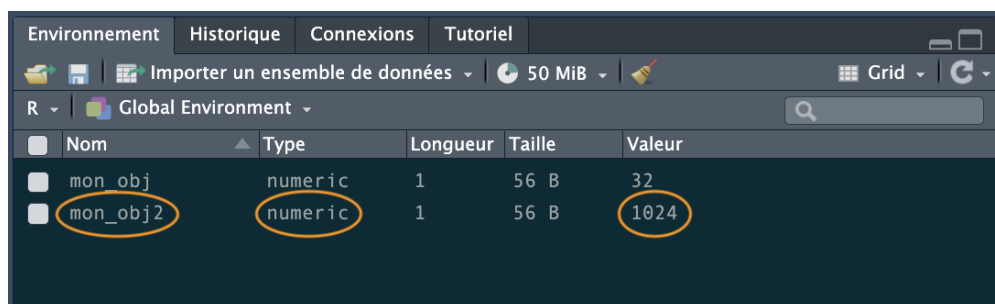 Environnement Historique Connexions Tutoriel
Importer un ensemble de données 50 MiB Grid
R Global Environment
Nom Type Longueur Taille Valeur
mon_obj numeric 1 56 B 32
mon_obj2 numeric 1 56 B 1024